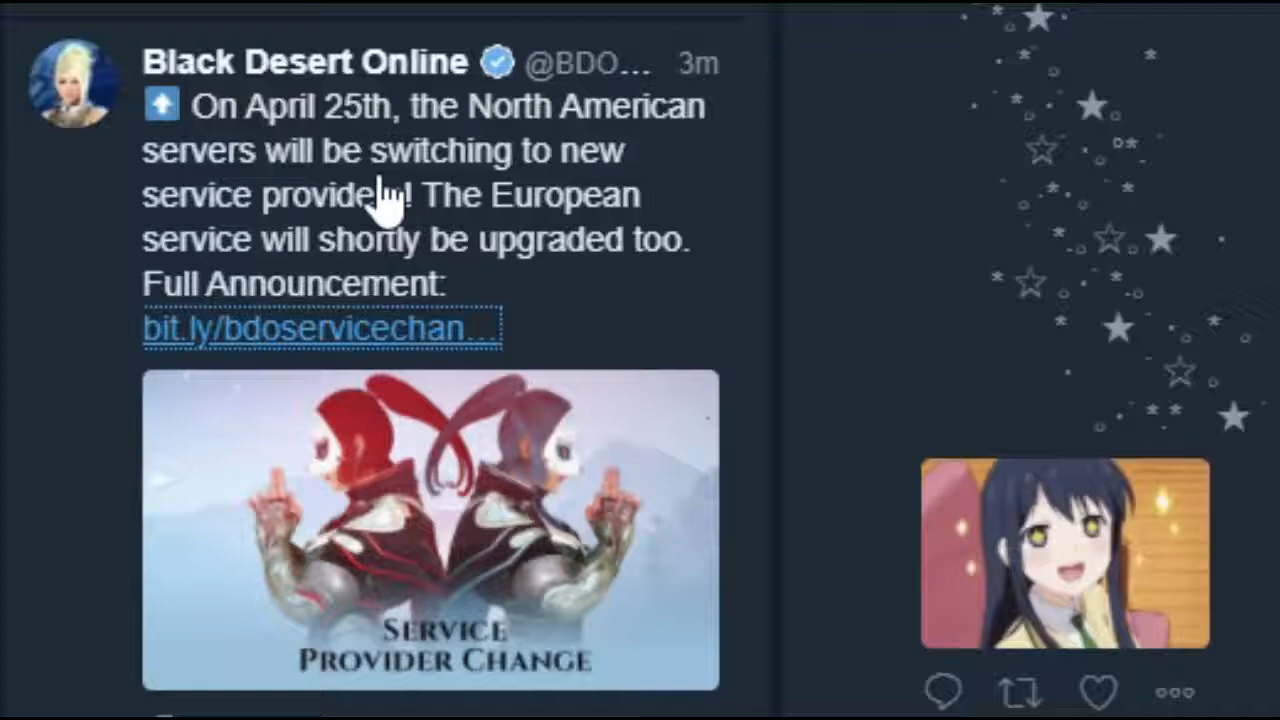 Black Desert Online @BDO... 3m
On April 25th, the North American
servers will be switching to new
service provide ! The European
service will shortly be upgraded too.
Full Announcement:
bit.ly/bdoservicechan...
SERVICE
PROVIDER CHANGE